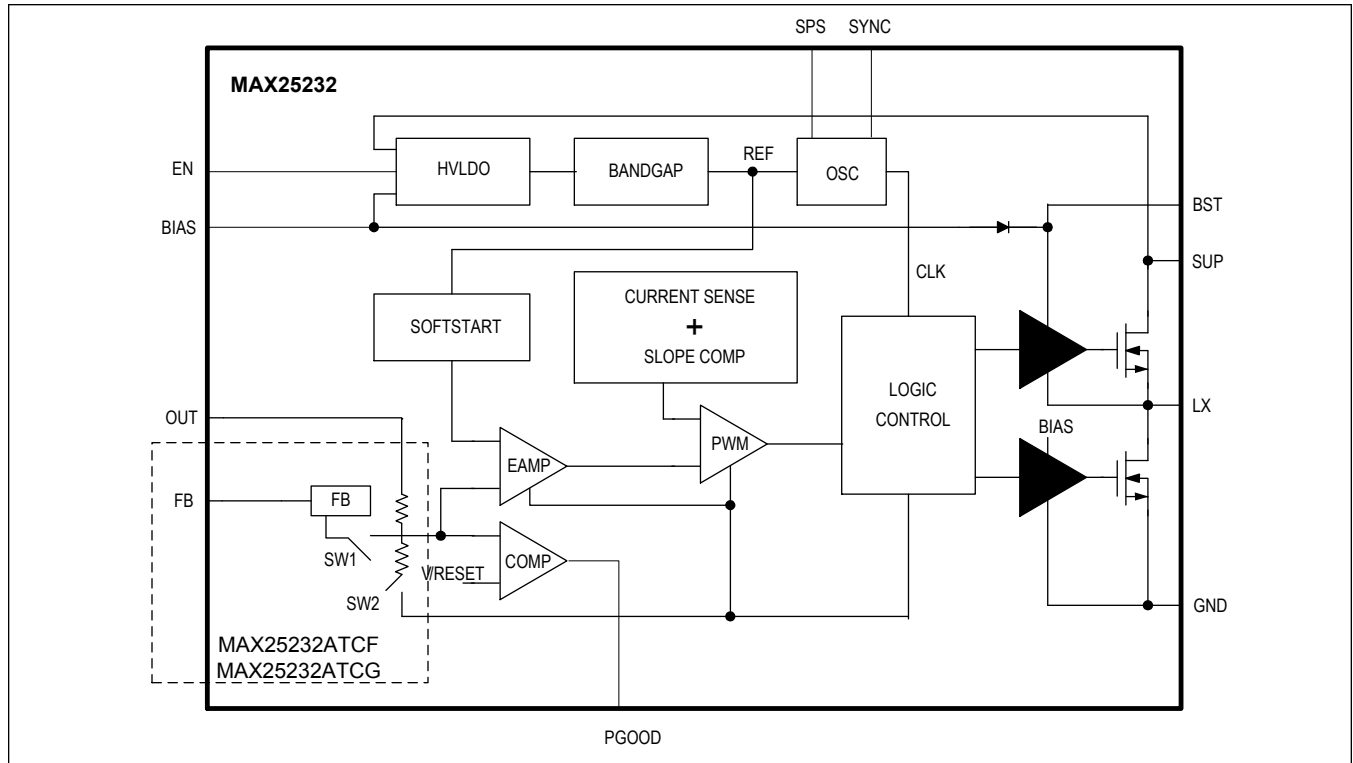 SPS SYNC
MAX25232
EN
HVLDO
BANDGAP
REF
OSC
BIAS
BST
SUP
CLK
SOFTSTART
CURRENT SENSE
+
SLOPE COMP
LOGIC
CONTROL
OUT
LX
BIAS
EAMP
PWM
FB
FB
SW1
VRESET
COMP
SW2
GND
MAX25232ATCF
MAX25232ATCG
PGOOD